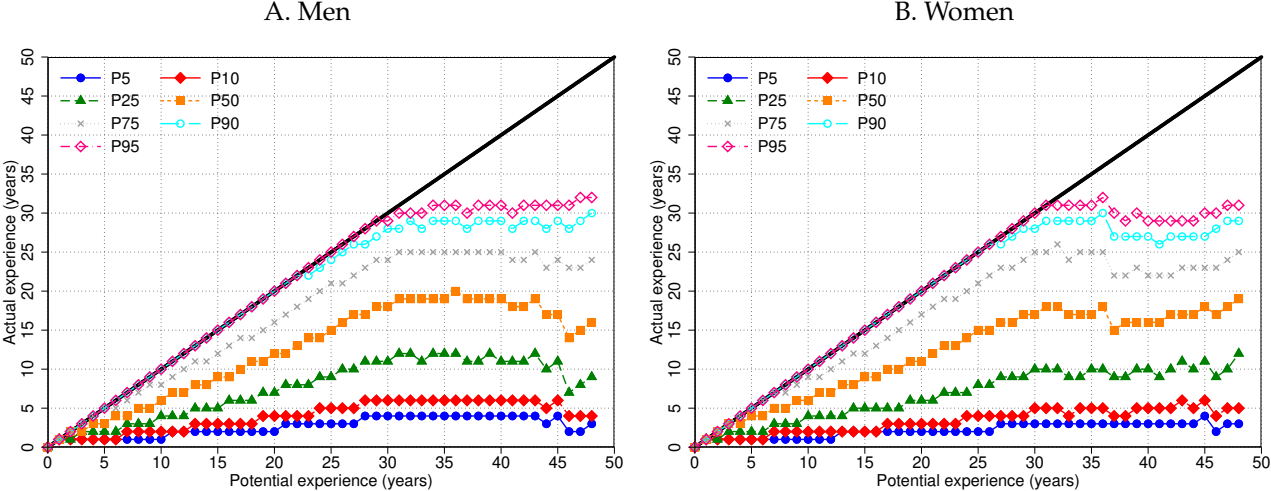 A. Men
50
45
40
35
30
25
20
15
10
5
0
Actual experience (years)
P5 P10
P25 P50
P75 P90
P95
0 5 10 15 20 25 30 35 40 45 50
Potential experience (years)
B. Women
50
45
40
35
30
25
20
15
10
5
0
Actual experience (years)
P5 P10
P25 P50
P75 P90
P95
0 5 10 15 20 25 30 35 40 45 50
Potential experience (years)